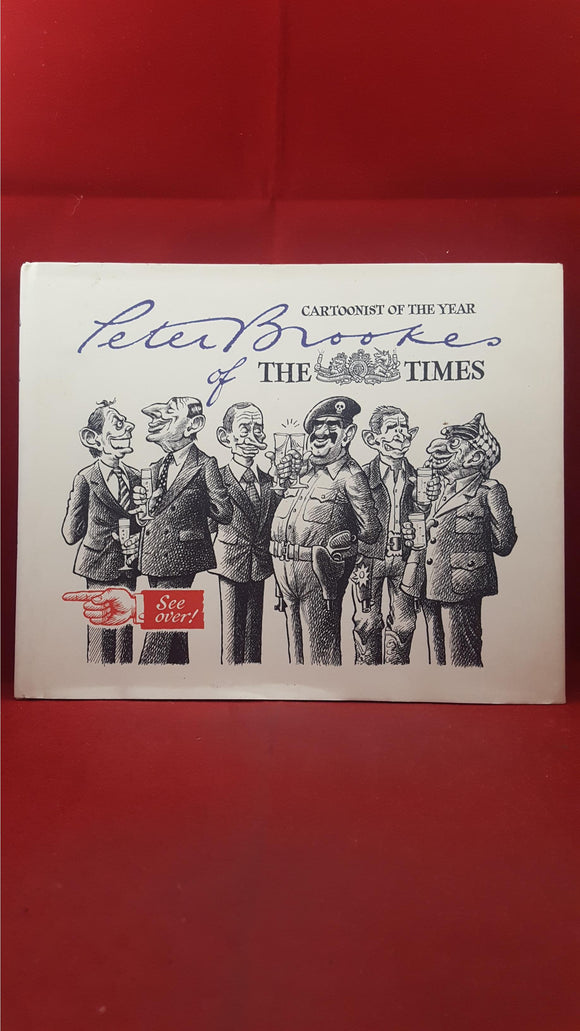 CARTOONIST OF THE YEAR
Peter Brookes
of THE TIMES
See
over!